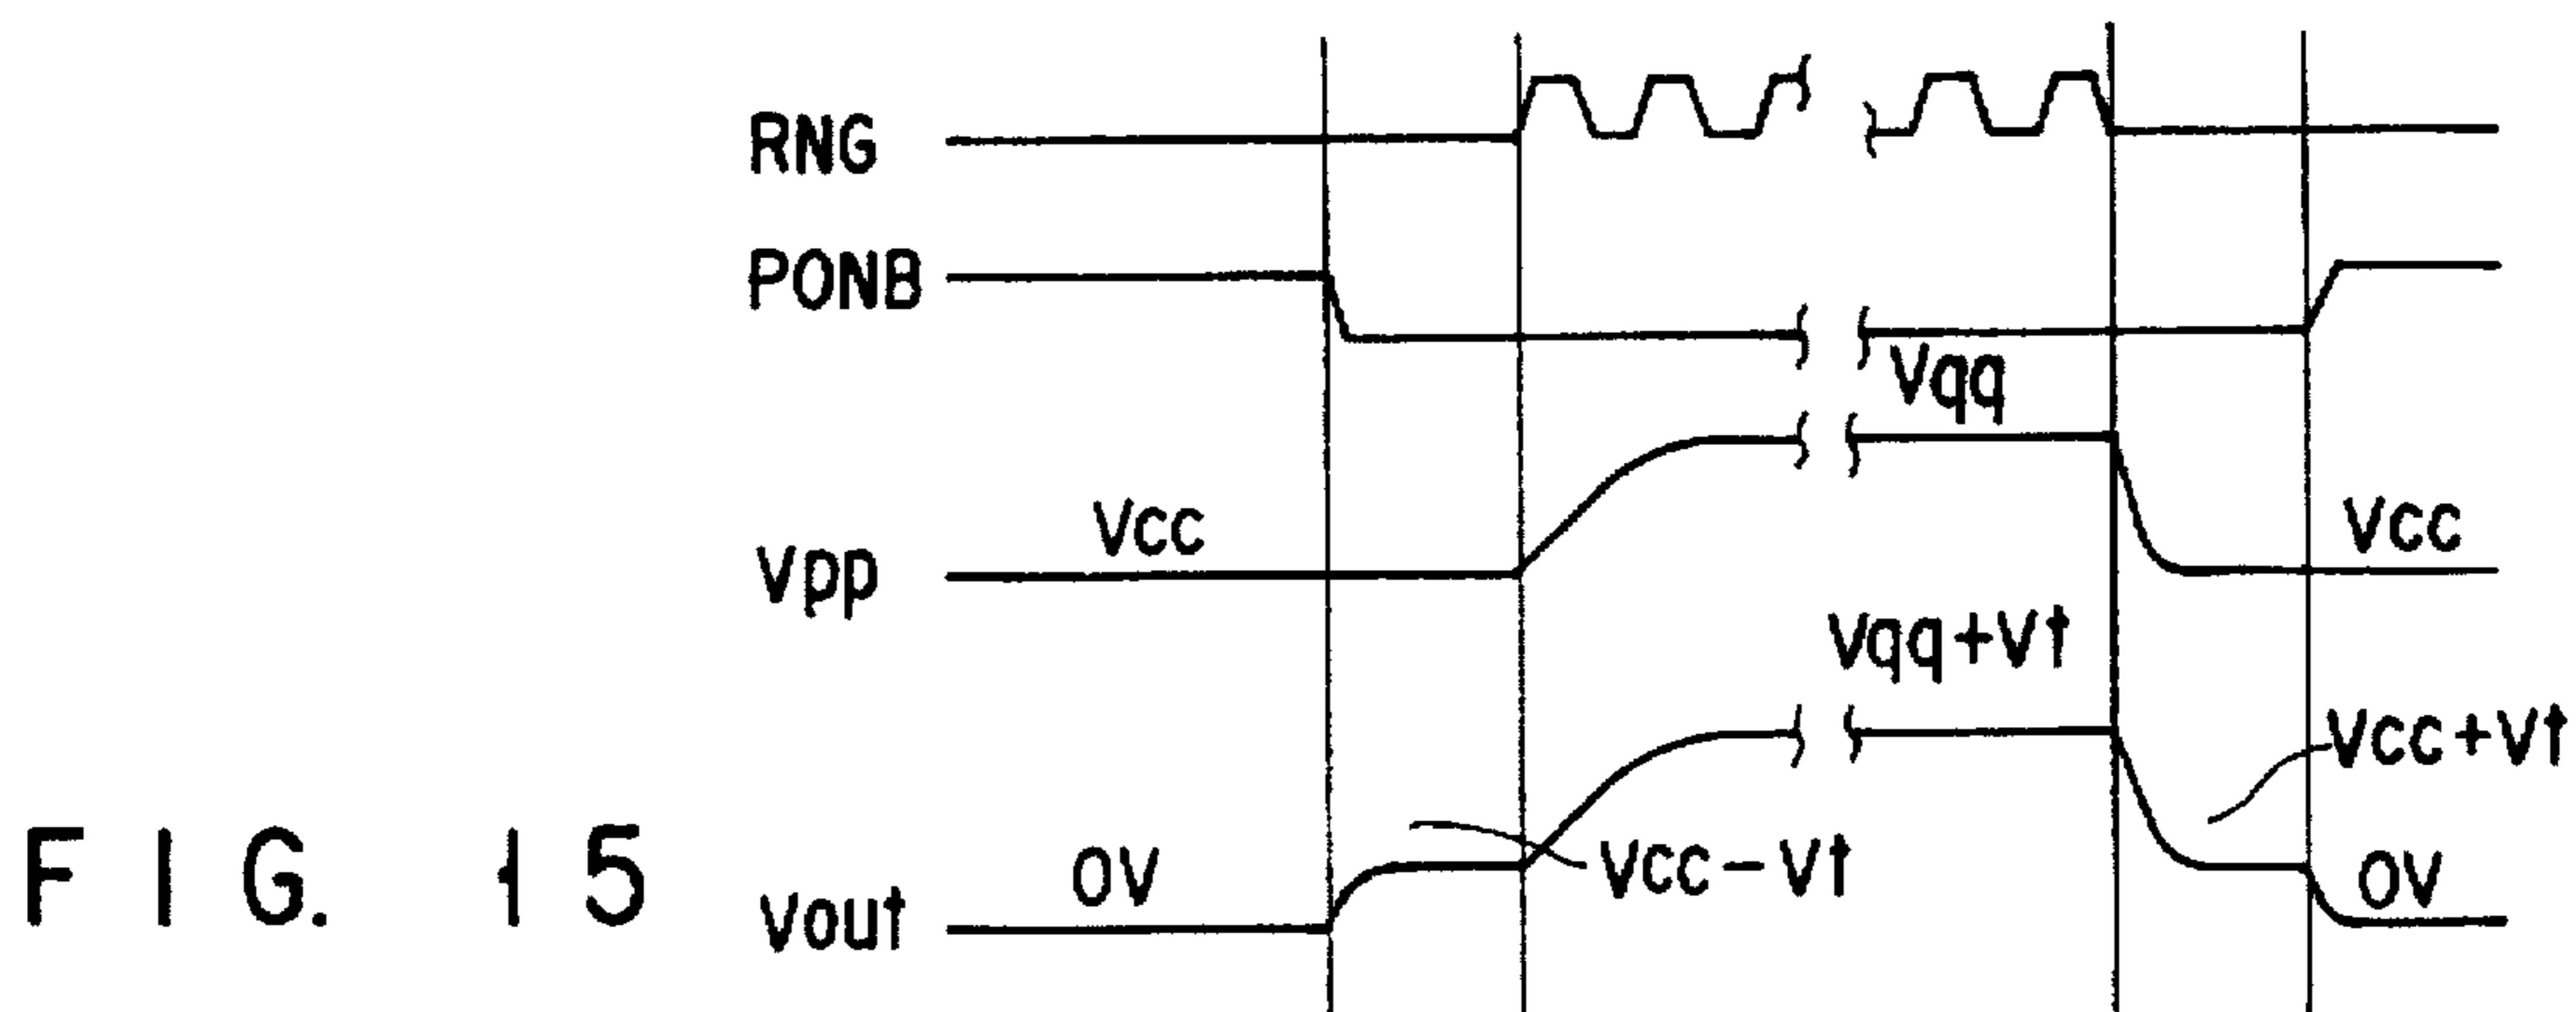 RNG
PONB
Vqq
Vcc
Vcc
Vpp
Vqq+Vt
Vcc+Vt
Vcc-Vt
0V
0V
Vout
FIG. 15